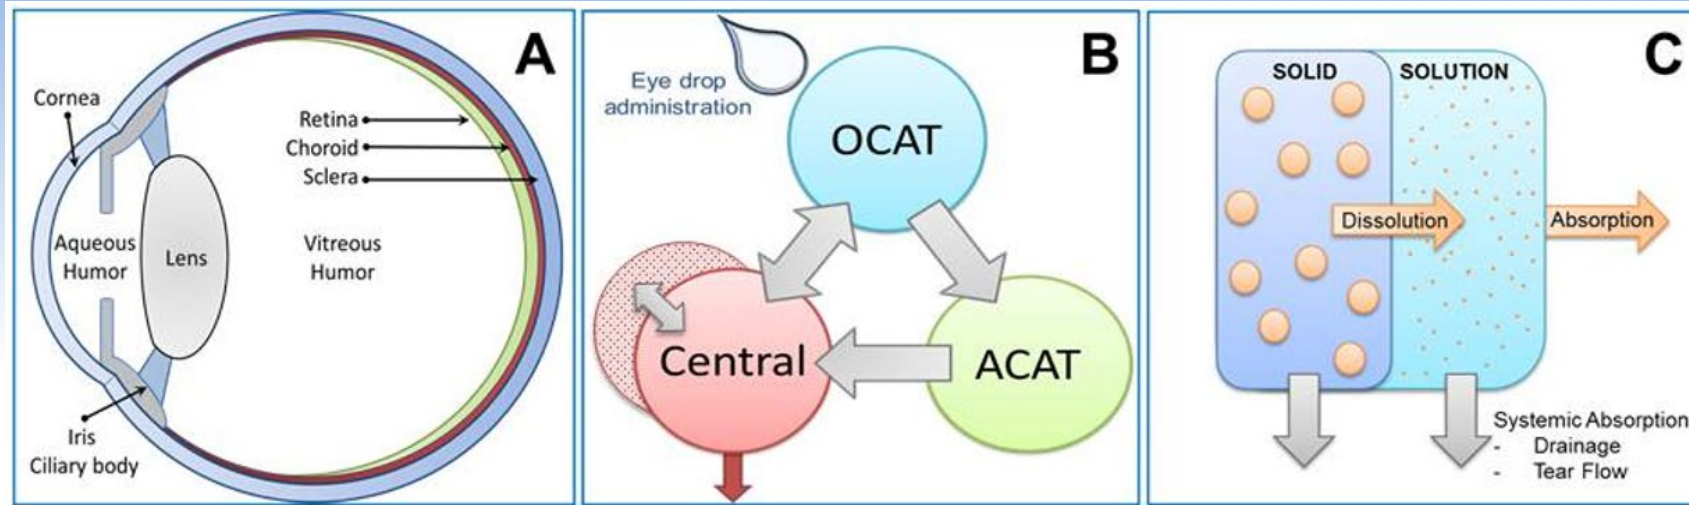 A
Cornea
Retina
Choroid
Sclera
Aqueous
Humor
Lens
Vitreous
Humor
Iris
Ciliary body
B
Eye drop
administration
OCAT
Central
ACAT
C
SOLID
SOLUTION
Dissolution
Absorption
Systemic Absorption
- Drainage
- Tear Flow